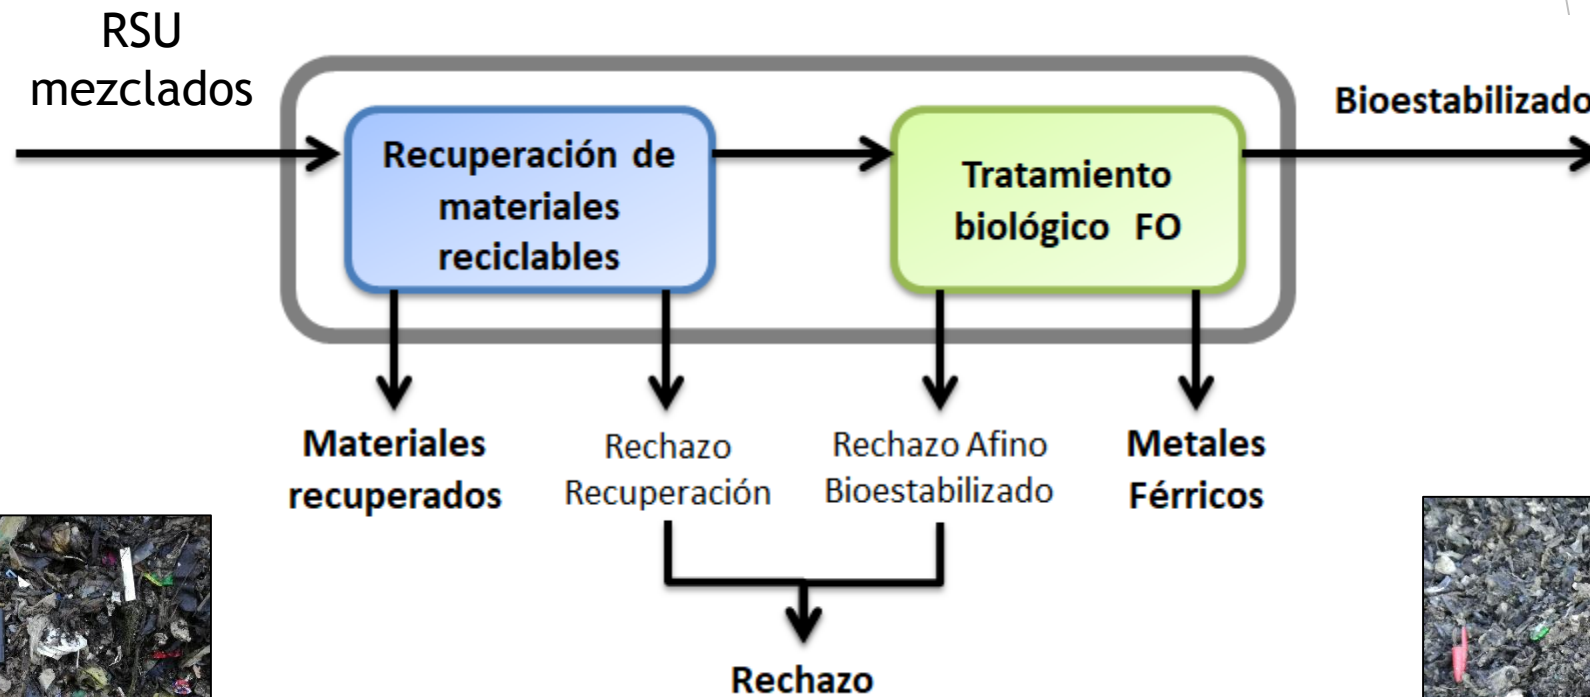 RSU
mezclados
Recuperación de
materiales
reciclables
Tratamiento
biológico FO
Bioestabilizado
Materiales
recuperados
Rechazo
Recuperación
Rechazo Afino
Bioestabilizado
Metales
Férricos
Rechazo